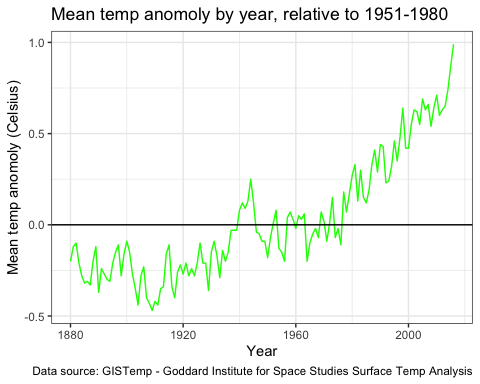 Mean temp anomoly by year, relative to 1951-1980
Mean temp anomoly (Celsius)
1.0
0.5
0.0
-0.5
1880
1920
1960
2000
Year
Data source: GISTemp - Goddard Institute for Space Studies Surface Temp Analysis